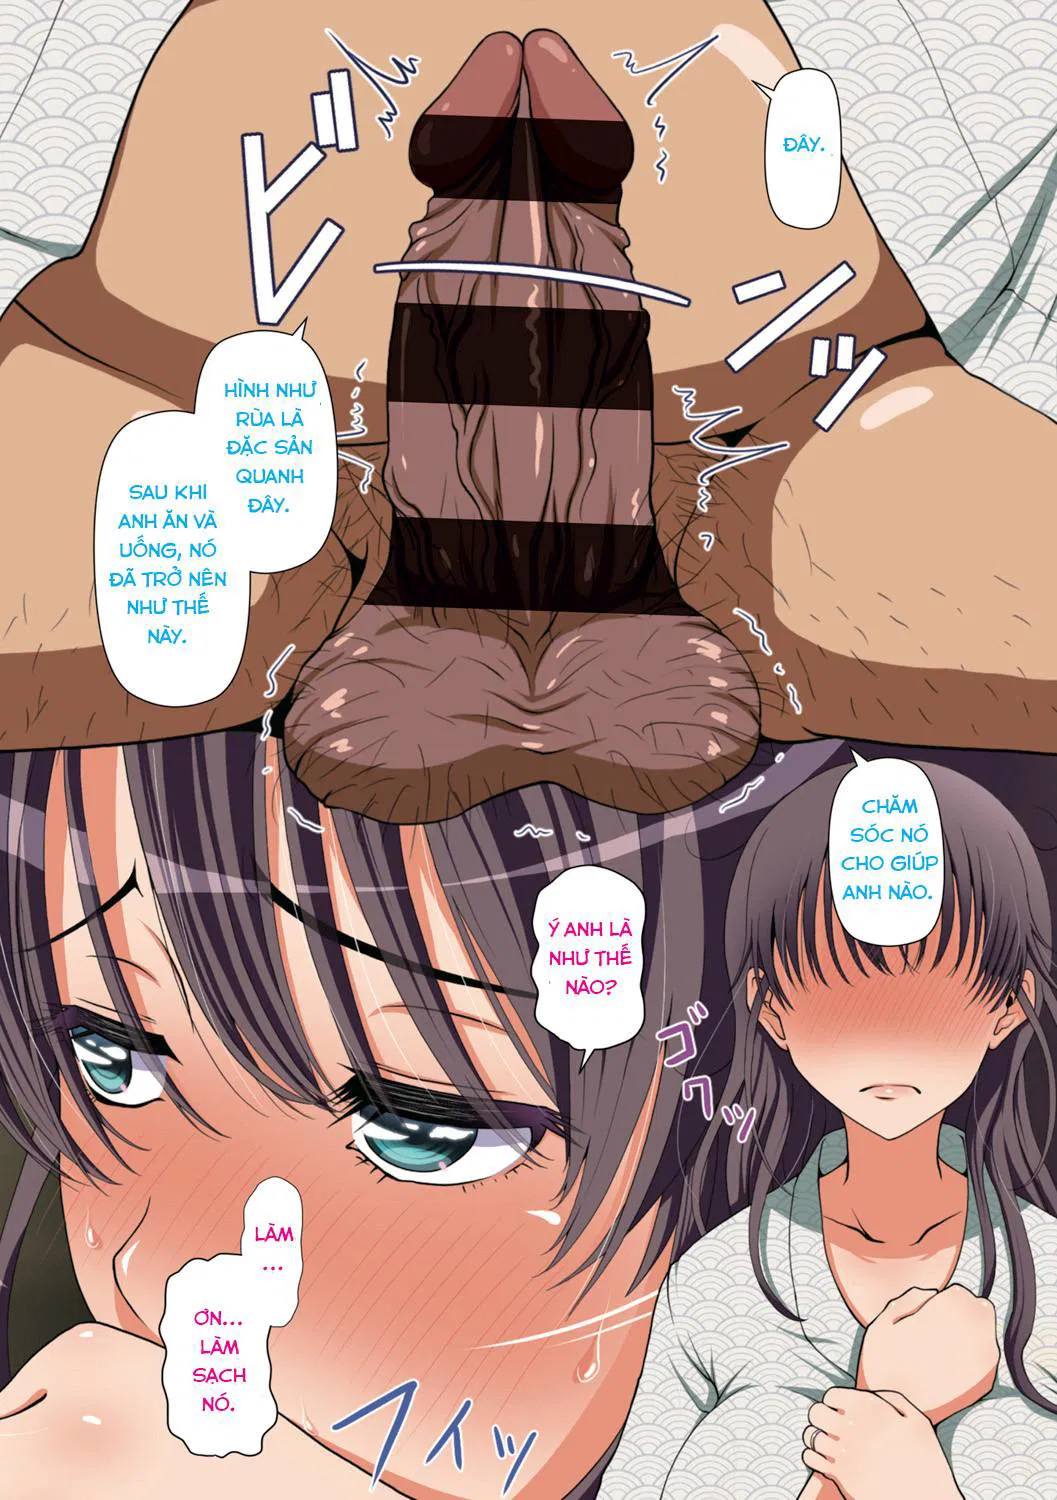 ĐÂY.
ビンッ
HÌNH NHƯ
RÙA LÀ
ĐẶC SẢN
QUANH
ĐÂY.
SAU KHI
ANH ĂN VÀ
UỐNG, NÓ
ĐÃ TRỞ NÊN
NHƯ THẾ
NÀY.
CHĂM
SÓC NÓ
CHO GIÚP
ANH NÀO.
Ý ANH LÀ
NHƯ THẾ
NÀO?
ゴクッ
LÀM
...
ƠN...
LÀM
SẠCH
NÓ.
クイッ